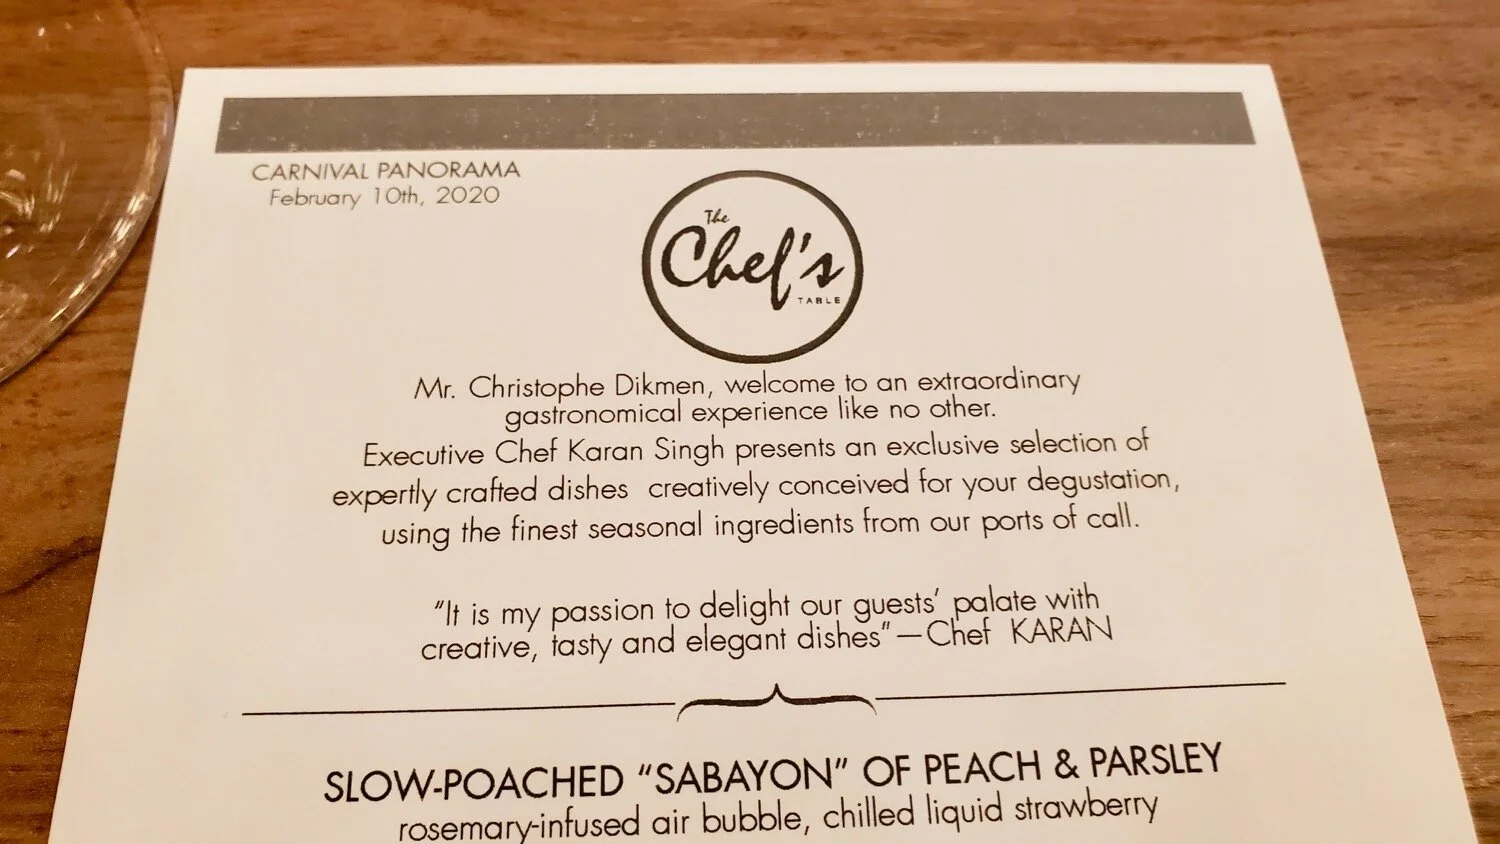 CARNIVAL PANORAMA
February 10th, 2020
The
Chef's
TABLE
Mr. Christophe Dikmen, welcome to an extraordinary
gastronomical experience like no other.
Executive Chef Karan Singh presents an exclusive selection of
expertly crafted dishes creatively conceived for your degustation,
using the finest seasonal ingredients from our ports of call.
"It is my passion to delight our guests' palate with
creative, tasty and elegant dishes"—Chef KARAN
SLOW-POACHED "SABAYON" OF PEACH & PARSLEY
rosemary-infused air bubble, chilled liquid strawberry